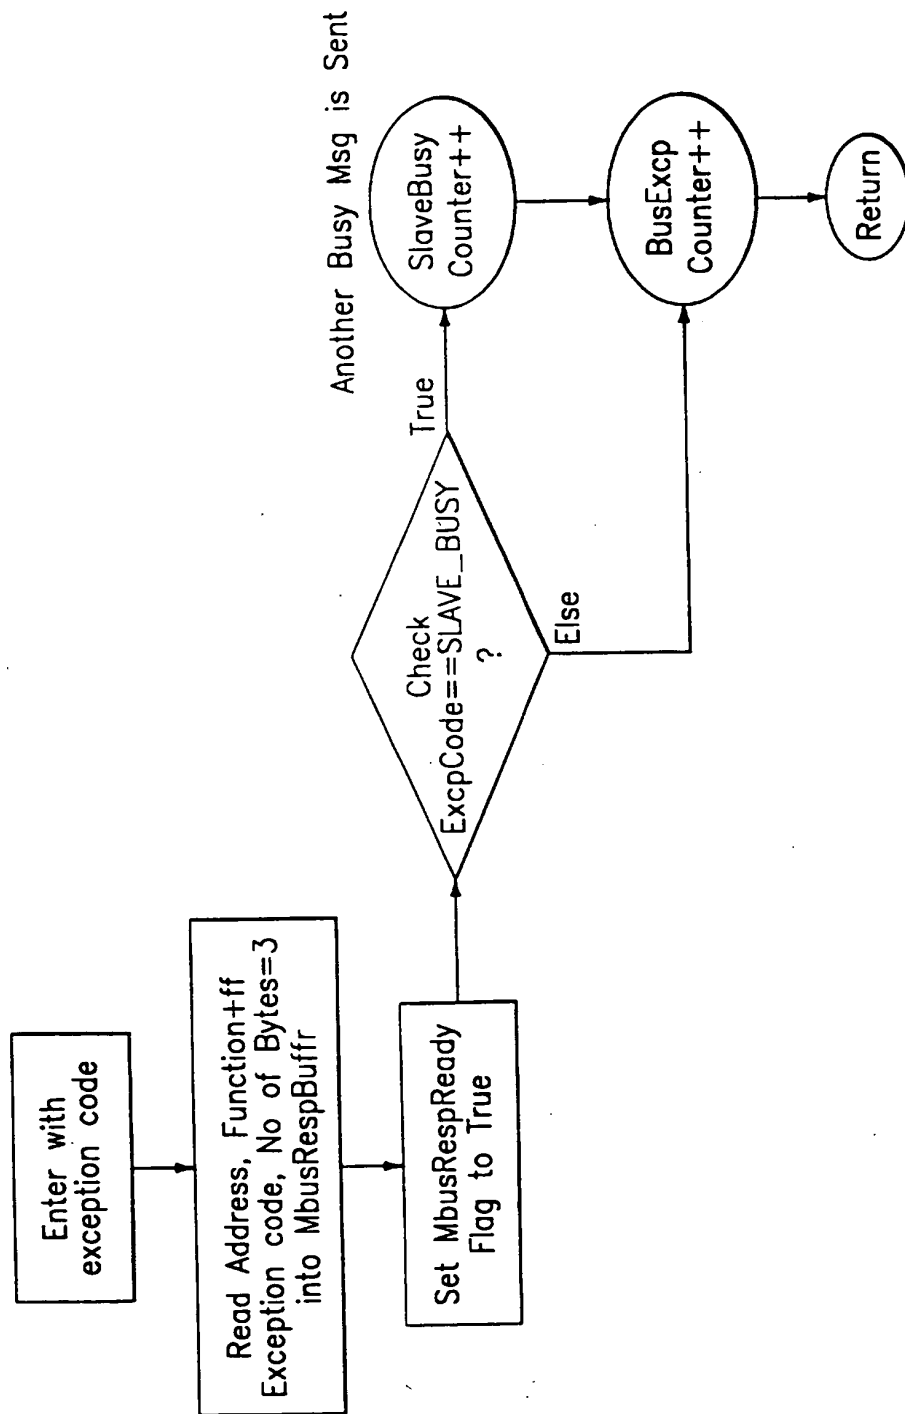 Enter with
exception code
Read Address, Function+ff
Exception code, No of Bytes=3
into MbusRespBuffr
Set MbusRespReady
Flag to True
Check
ExcpCode==SLAVE_BUSY
?
True
Else
Another Busy Msg is Sent
SlaveBusy
Counter++
BusExcp
Counter++
Return